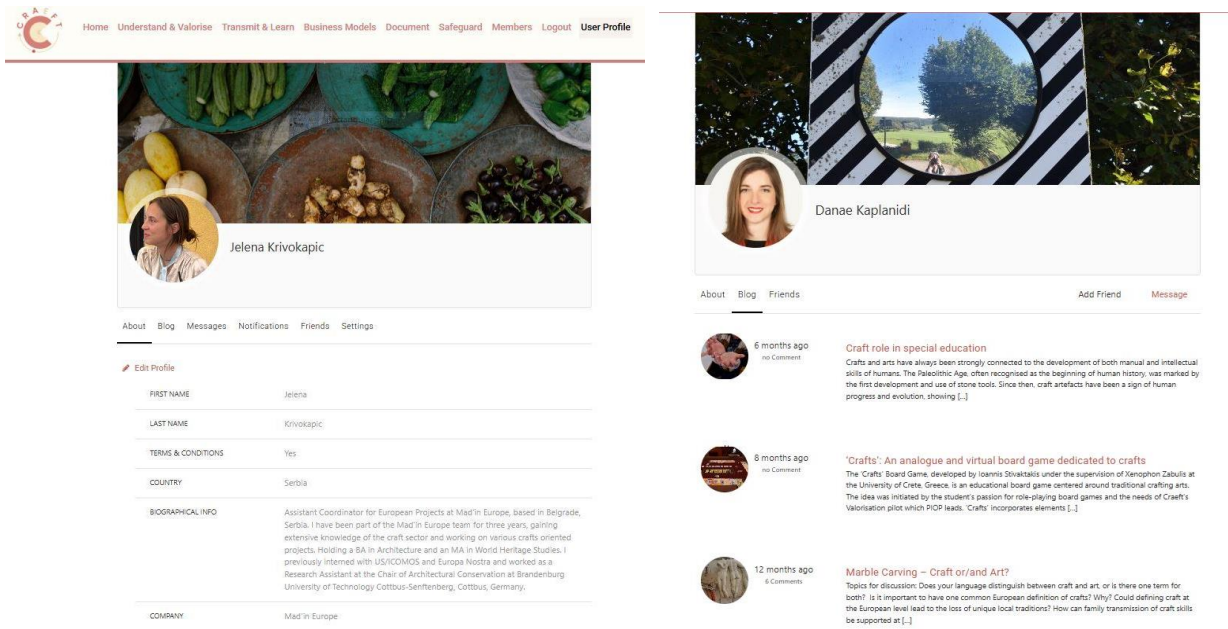 CRAEFT
Home Understand & Valorise Transmit & Learn Business Models Document Safeguard Members Logout User Profile
Jelena Krivokapic
About Blog Messages Notifications Friends Settings
Edit Profile
FIRST NAME Jelena
LAST NAME Krivokapic
TERMS & CONDITIONS Yes
COUNTRY Serbia
BIOGRAPHICAL INFO Assistant Coordinator for European Projects at Mad'in Europe, based in Belgrade,
Serbia. I have been part of the Mad'in Europe team for three years, gaining
extensive knowledge of the craft sector and working on various crafts oriented
projects. Holding a BA in Architecture and an MA in World Heritage Studies. I
previously interned with US/ICOMOS and Europa Nostra and worked as a
Research Assistant at the Chair of Architectural Conservation at Brandenburg
University of Technology Cottbus-Senftenberg, Cottbus, Germany.
COMPANY Mad'in Europe
Danae Kaplanidi
About Blog Friends Add Friend Message
6 months ago
no Comment
Craft role in special education
Crafts and arts have always been strongly connected to the development of both manual and intellectual
skills of humans. The Paleolithic Age, often recognised as the beginning of human history, was marked by
the first development and use of stone tools. Since then, craft artefacts have been a sign of human
progress and evolution, showing [...]
8 months ago
no Comment
'Crafts': An analogue and virtual board game dedicated to crafts
The 'Crafts' Board Game, developed by Ioannis Stivaktakis under the supervision of Xenophon Zabulis at
the University of Crete, Greece, is an educational board game centered around traditional crafting arts.
The idea was initiated by the student's passion for role-playing board games and the needs of Craeft's
Valorisation pilot which PIOP leads. 'Crafts' incorporates elements [...]
12 months ago
6 Comments
Marble Carving – Craft or/and Art?
Topics for discussion: Does your language distinguish between craft and art, or is there one term for
both? Is it important to have one common European definition of crafts? Why? Could defining craft at
the European level lead to the loss of unique local traditions? How can family transmission of craft skills
be supported at [...]